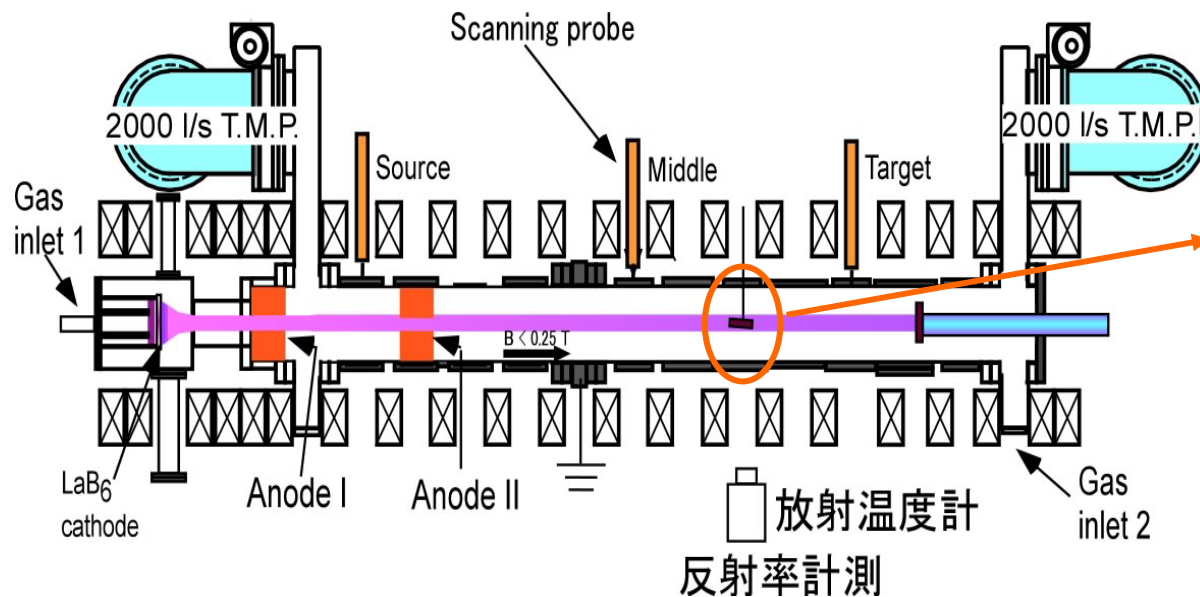 Scanning probe
2000 l/s T.M.P.
2000 l/s T.M.P.
Source
Middle
Target
Gas
inlet 1
B < 0.25 T
LaB6
cathode
Anode I
Anode II
放射温度計
反射率計測
Gas
inlet 2